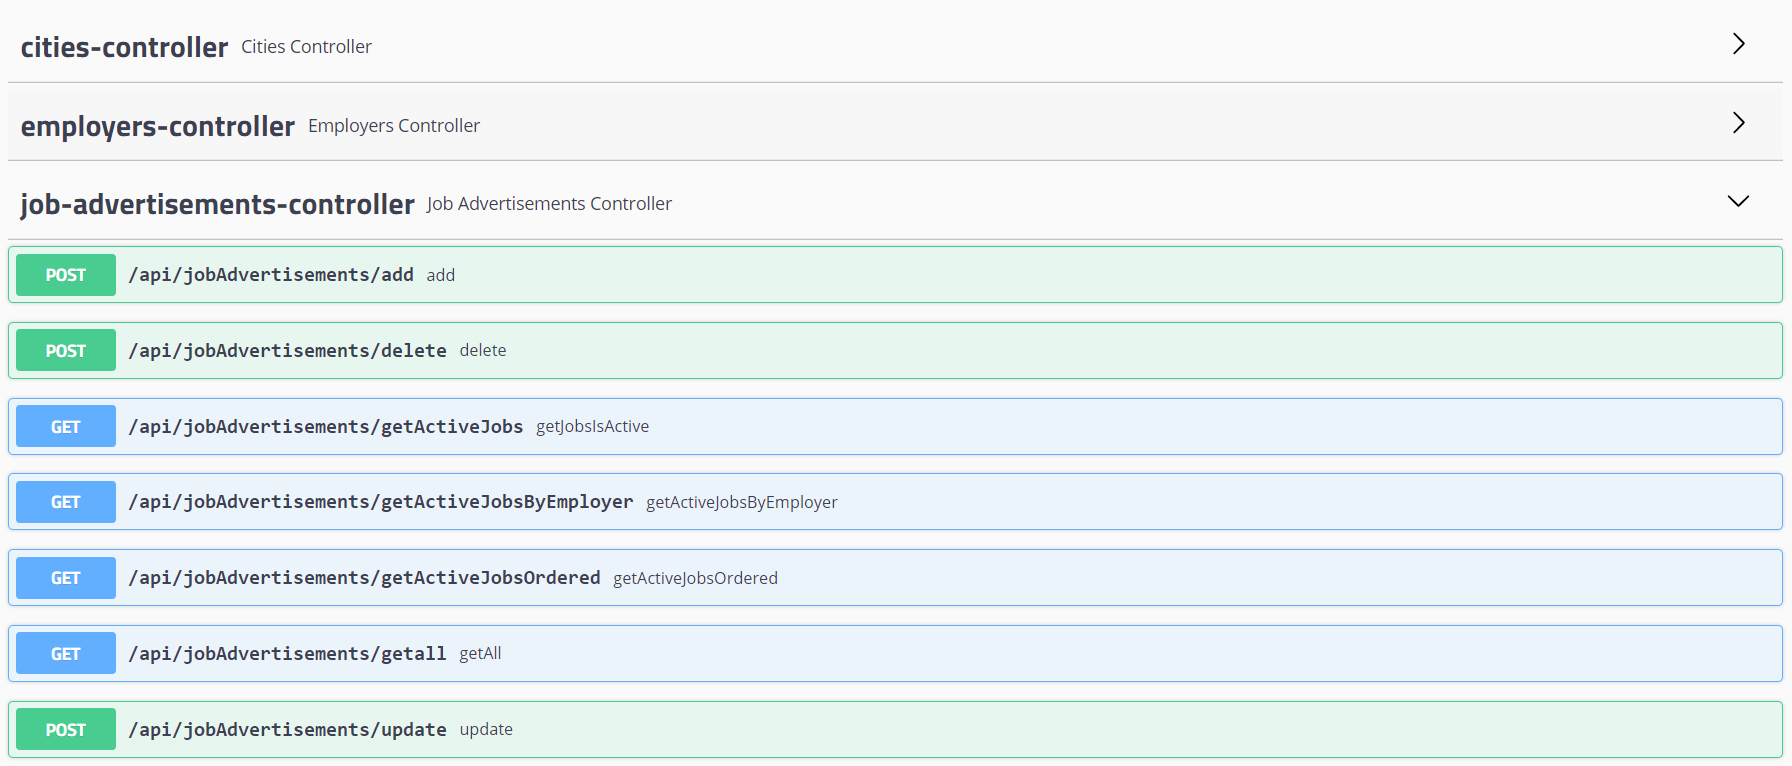 cities-controller Cities Controller
employers-controller Employers Controller
job-advertisements-controller Job Advertisements Controller
POST /api/jobAdvertisements/add add
POST /api/jobAdvertisements/delete delete
GET /api/jobAdvertisements/getActiveJobs getJobsIsActive
GET /api/jobAdvertisements/getActiveJobsByEmployer getActiveJobsByEmployer
GET /api/jobAdvertisements/getActiveJobsOrdered getActiveJobsOrdered
GET /api/jobAdvertisements/getall getAll
POST /api/jobAdvertisements/update update